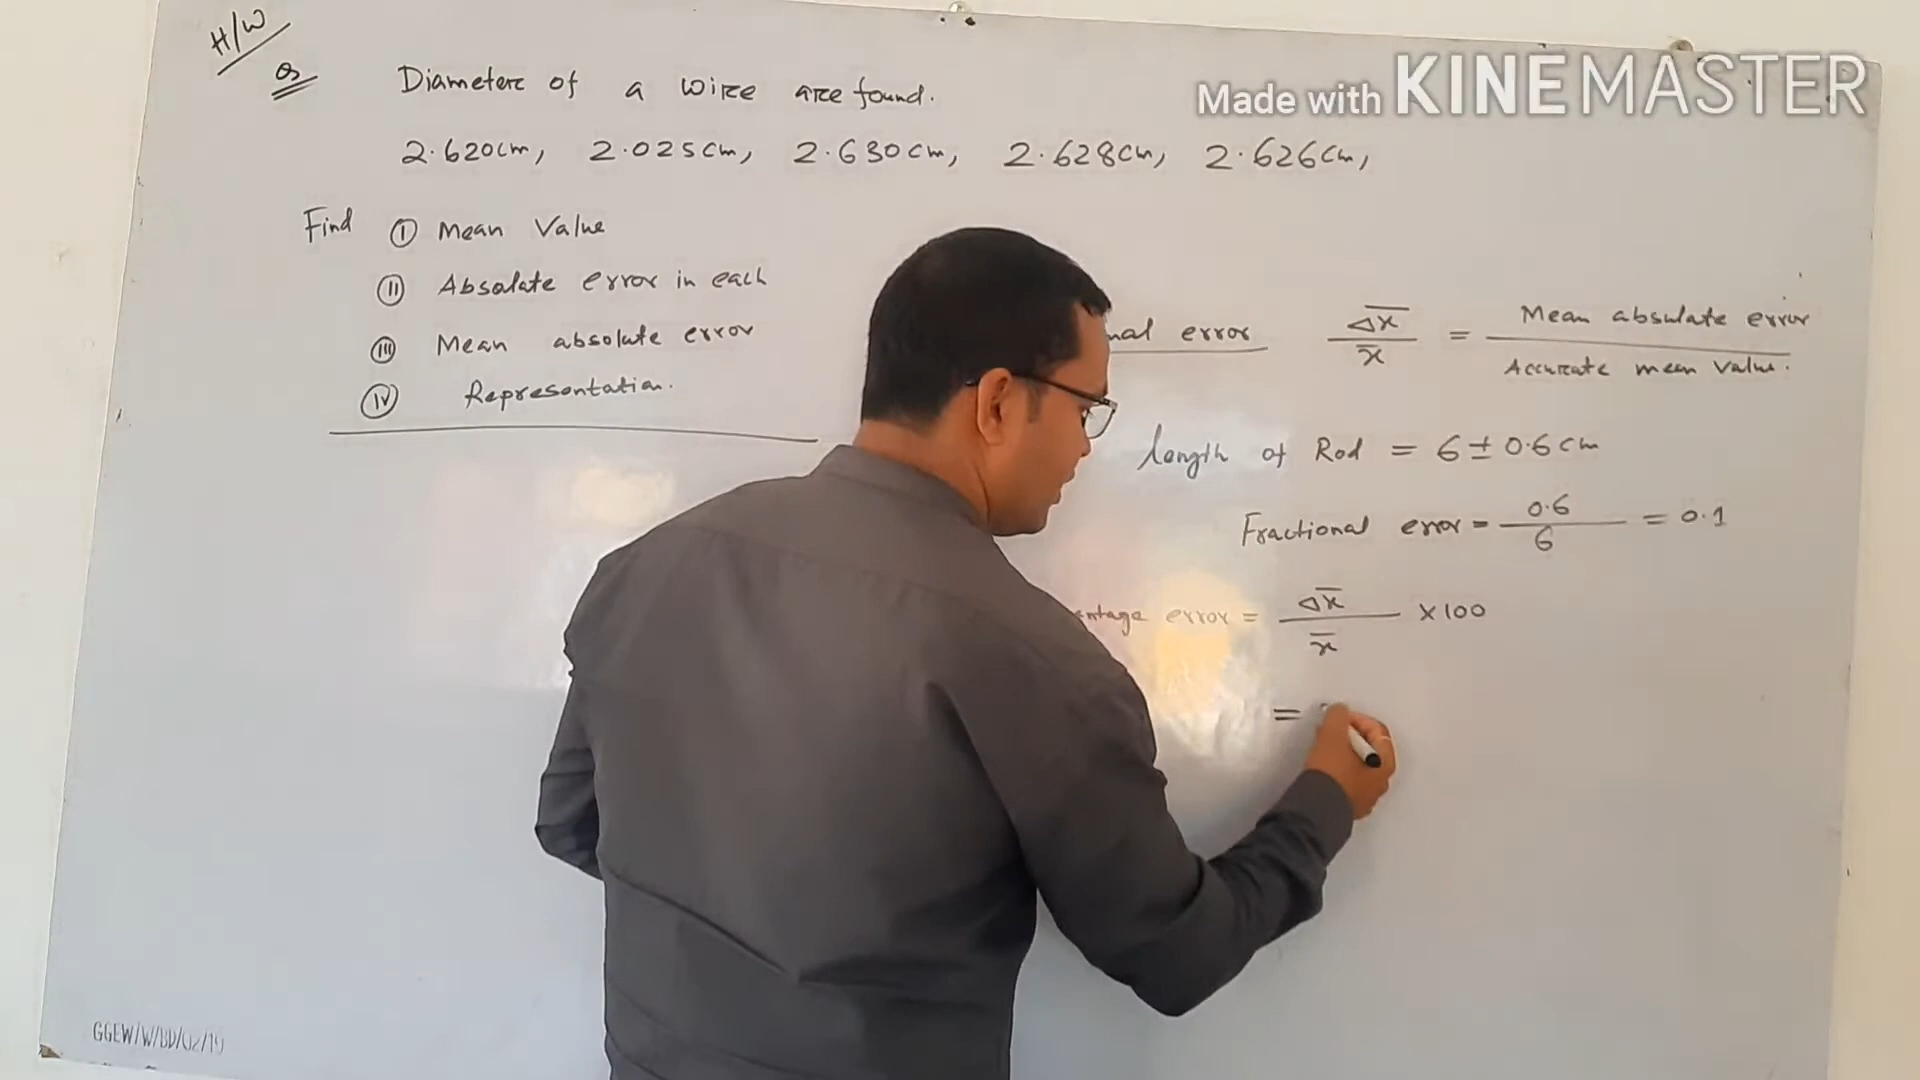 H/W
Q
Diameter of a wire are found.
2.620cm, 2.025cm, 2.630cm, 2.628cm, 2.626cm,
Find (I) Mean Value
(II) Absalate error in each
(III) Mean absolute error
(IV) Representation.
nal error Δx̄/x̄ = Mean absulate error / Accurate mean value.
Length of Rod = 6 ± 0.6 cm
Fractional error = 0.6/6 = 0.1
entage error = Δx̄/x̄ ×100
=
Made with KINEMASTER
GGEW/W/BD/02/19